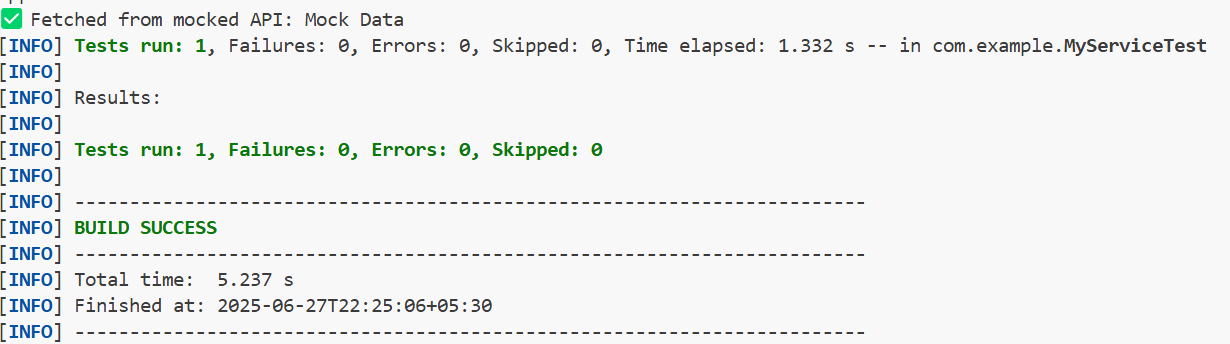 ✅ Fetched from mocked API: Mock Data
[INFO] Tests run: 1, Failures: 0, Errors: 0, Skipped: 0, Time elapsed: 1.332 s -- in com.example.MyServiceTest
[INFO]
[INFO] Results:
[INFO]
[INFO] Tests run: 1, Failures: 0, Errors: 0, Skipped: 0
[INFO]
[INFO] ------------------------------------------------------------------------
[INFO] BUILD SUCCESS
[INFO] ------------------------------------------------------------------------
[INFO] Total time:  5.237 s
[INFO] Finished at: 2025-06-27T22:25:06+05:30
[INFO] ------------------------------------------------------------------------